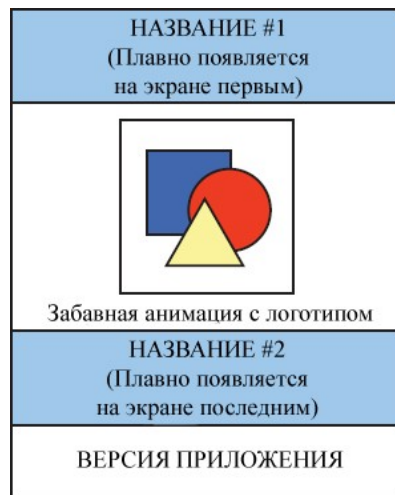 НАЗВАНИЕ #1
(Плавно появляется
на экране первым)
Забавная анимация с логотипом
НАЗВАНИЕ #2
(Плавно появляется
на экране последним)
ВЕРСИЯ ПРИЛОЖЕНИЯ